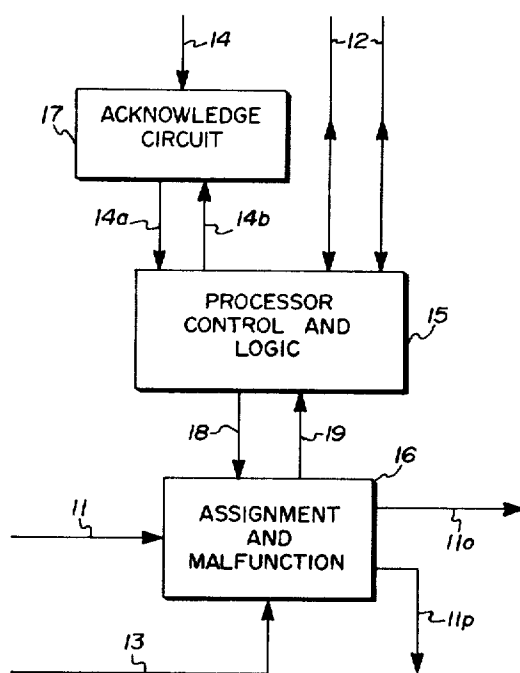 14
12
17
ACKNOWLEDGE
CIRCUIT
14a
14b
PROCESSOR
CONTROL AND
LOGIC
15
18
19
16
11
ASSIGNMENT
AND
MALFUNCTION
11o
11p
13